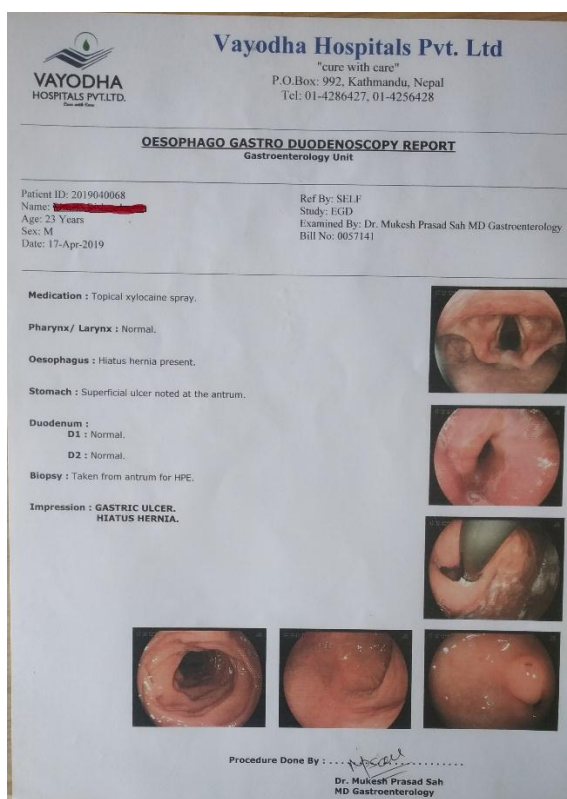 VAYODHA
HOSPITALS PVT.LTD.
Cure with Care
Vayodha Hospitals Pvt. Ltd
"cure with care"
P.O.Box: 992, Kathmandu, Nepal
Tel: 01-4286427, 01-4256428
OESOPHAGO GASTRO DUODENOSCOPY REPORT
Gastroenterology Unit
Patient ID: 2019040068
Name:
Age: 23 Years
Sex: M
Date: 17-Apr-2019
Ref By: SELF
Study: EGD
Examined By: Dr. Mukesh Prasad Sah MD Gastroenterology
Bill No: 0057141
Medication : Topical xylocaine spray.
Pharynx/ Larynx : Normal.
Oesophagus : Hiatus hernia present.
Stomach : Superficial ulcer noted at the antrum.
Duodenum :
D1 : Normal.
D2 : Normal.
Biopsy : Taken from antrum for HPE.
Impression : GASTRIC ULCER.
HIATUS HERNIA.
Procedure Done By : ....................
Dr. Mukesh Prasad Sah
MD Gastroenterology